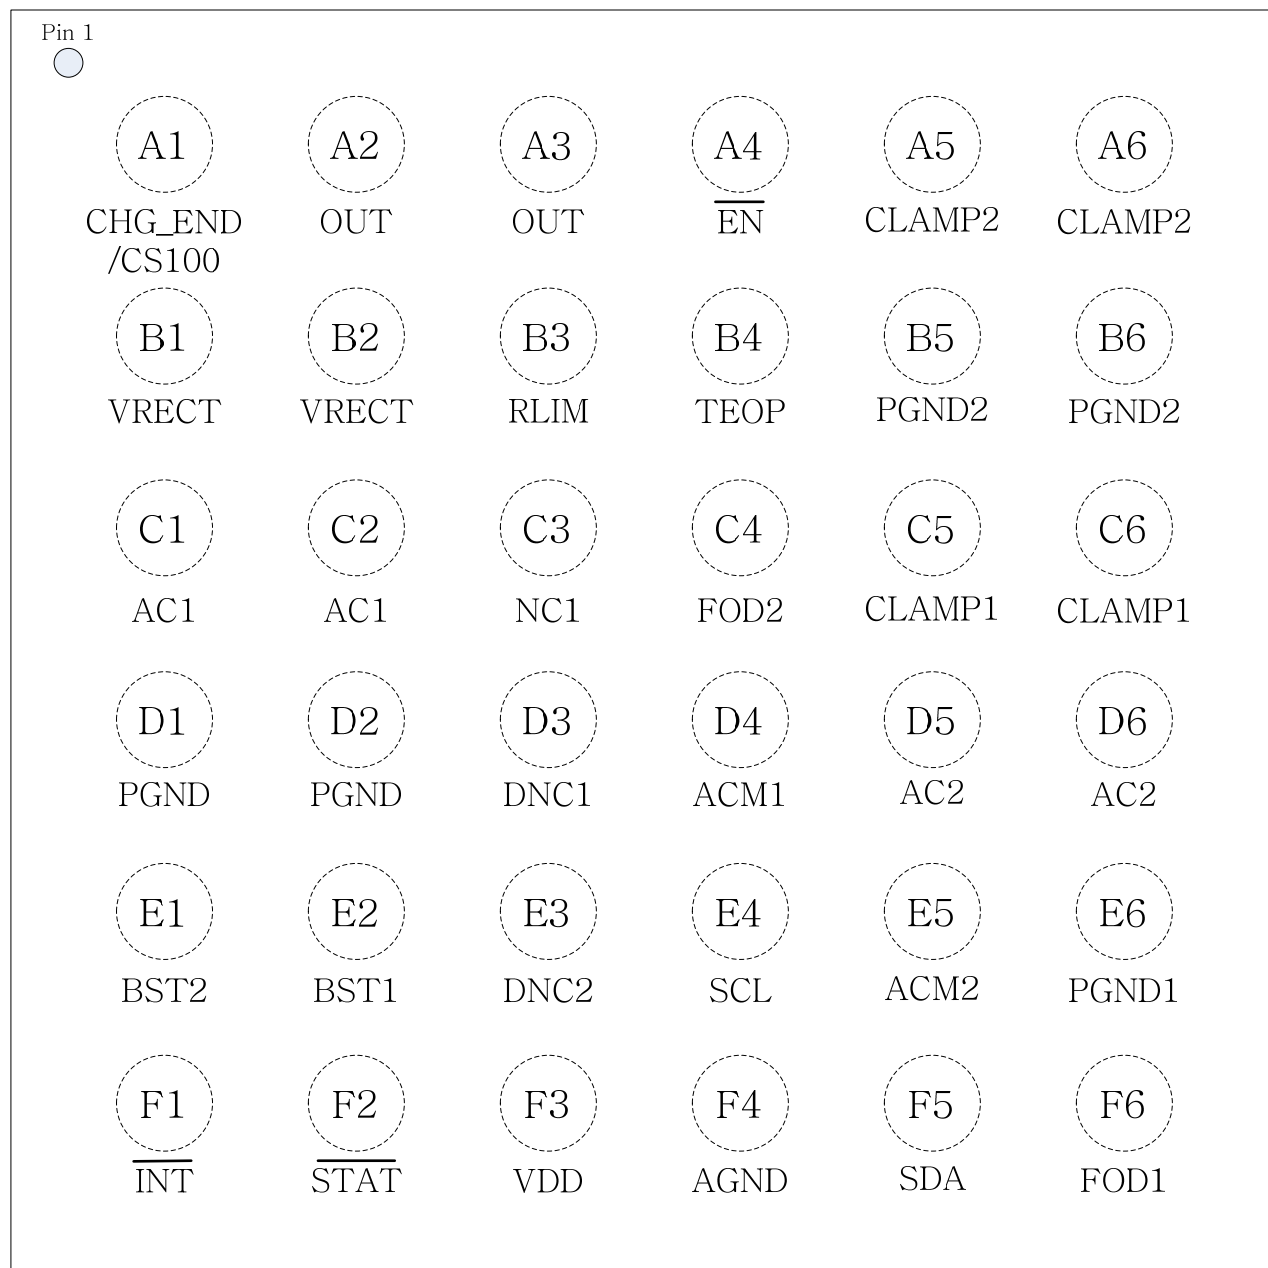 Pin 1
A1 A2 A3 A4 A5 A6
CHG_END OUT OUT E̅N̅ CLAMP2 CLAMP2
/CS100
B1 B2 B3 B4 B5 B6
VRECT VRECT RLIM TEOP PGND2 PGND2
C1 C2 C3 C4 C5 C6
AC1 AC1 NC1 FOD2 CLAMP1 CLAMP1
D1 D2 D3 D4 D5 D6
PGND PGND DNC1 ACM1 AC2 AC2
E1 E2 E3 E4 E5 E6
BST2 BST1 DNC2 SCL ACM2 PGND1
F1 F2 F3 F4 F5 F6
I̅N̅T̅ S̅T̅A̅T̅ VDD AGND SDA FOD1